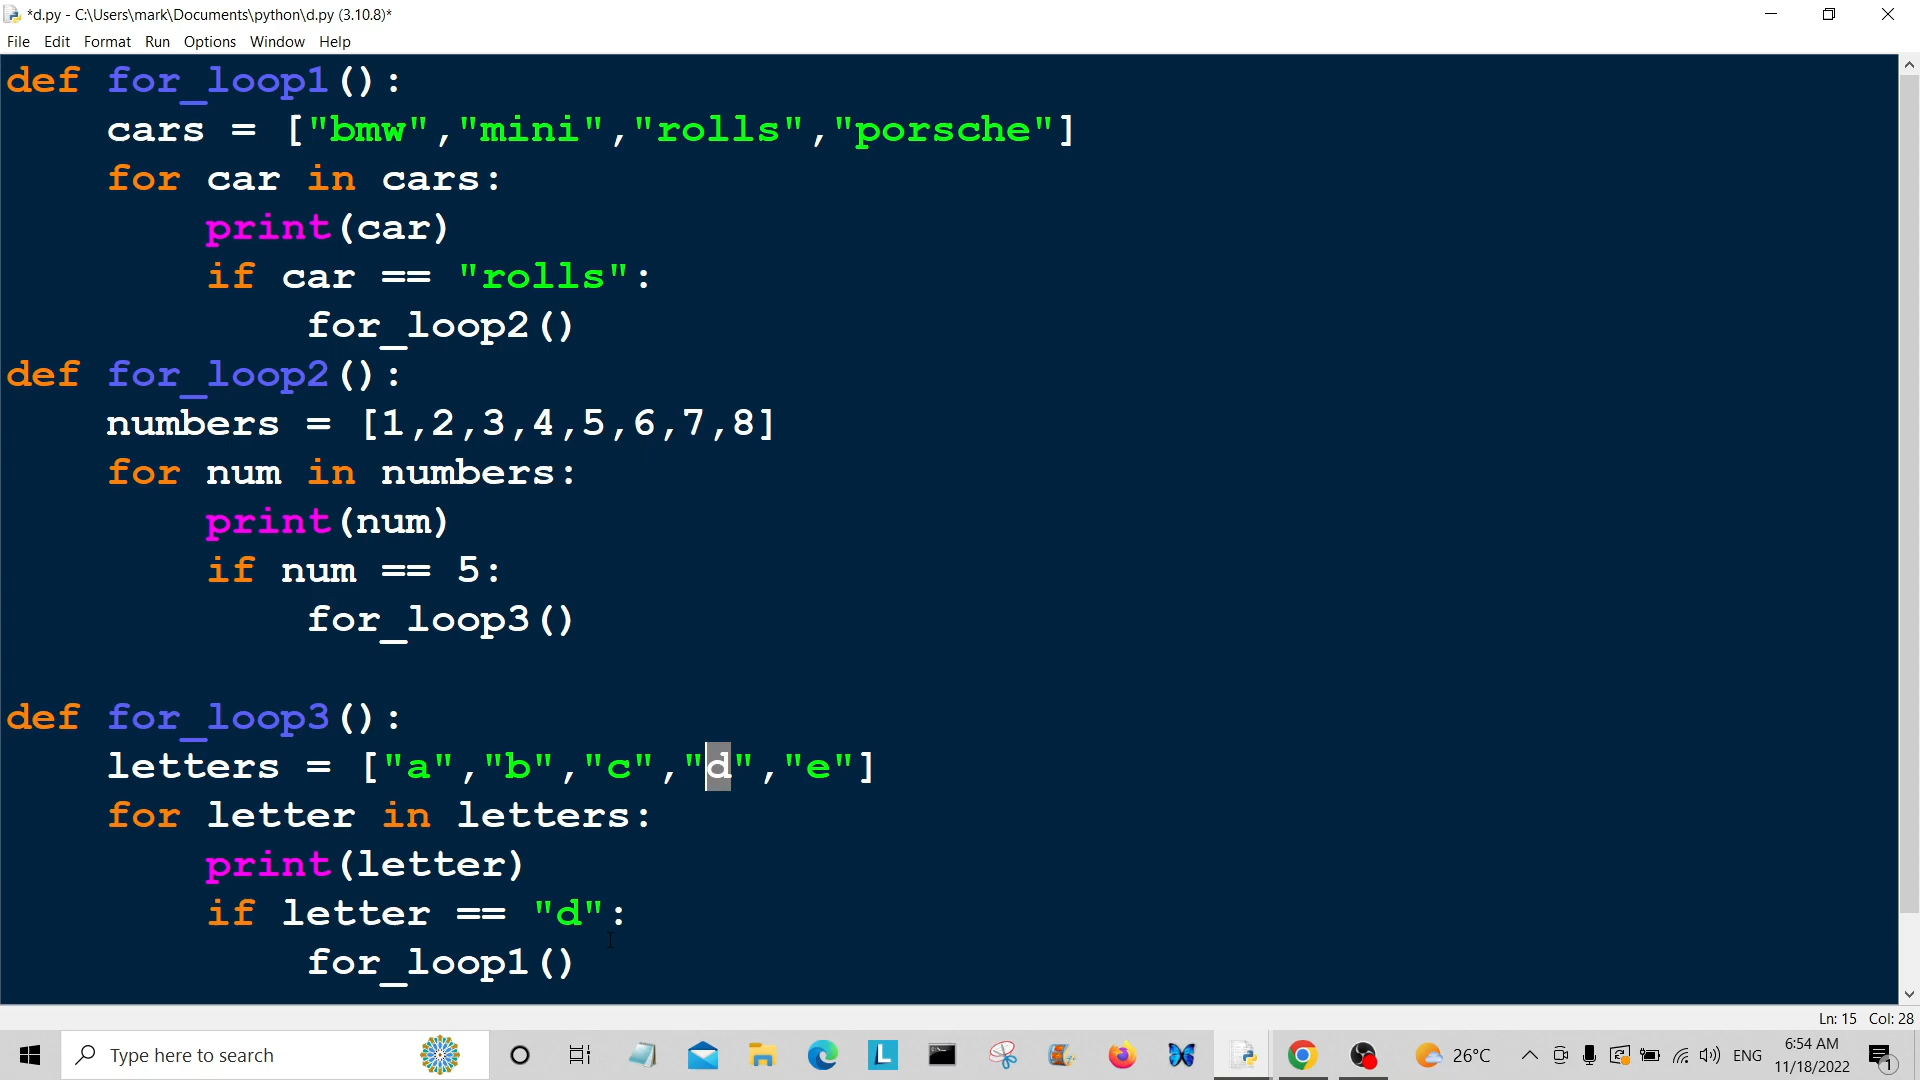 *d.py - C:\Users\mark\Documents\python\d.py (3.10.8)*
File Edit Format Run Options Window Help
def for_loop1():
    cars = ["bmw","mini","rolls","porsche"]
    for car in cars:
        print(car)
        if car == "rolls":
            for_loop2()
def for_loop2():
    numbers = [1,2,3,4,5,6,7,8]
    for num in numbers:
        print(num)
        if num == 5:
            for_loop3()
def for_loop3():
    letters = ["a","b","c","d","e"]
    for letter in letters:
        print(letter)
        if letter == "d":
            for_loop1()
Ln: 15 Col: 28
Type here to search
L
26°C
ENG
6:54 AM
11/18/2022
1